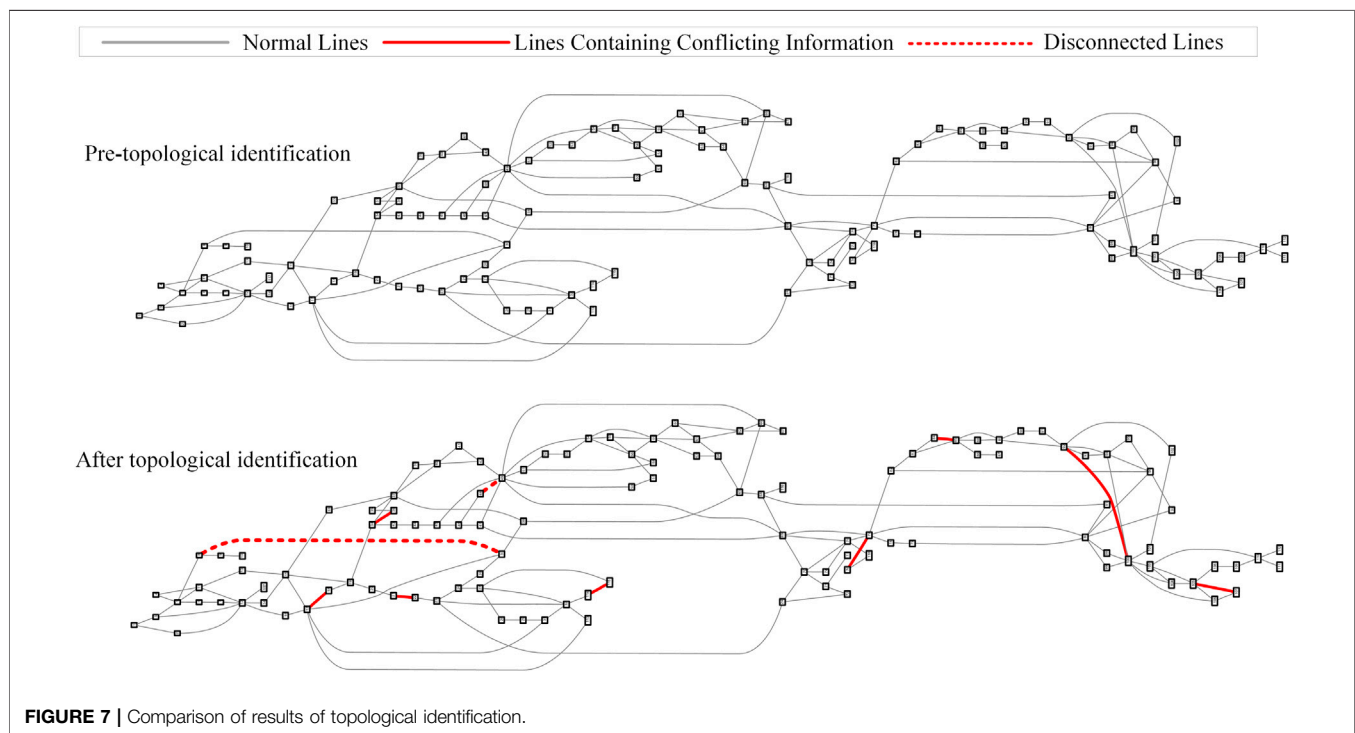 Normal Lines Lines Containing Conflicting Information Disconnected Lines
Pre-topological identification
After topological identification
FIGURE 7 | Comparison of results of topological identification.